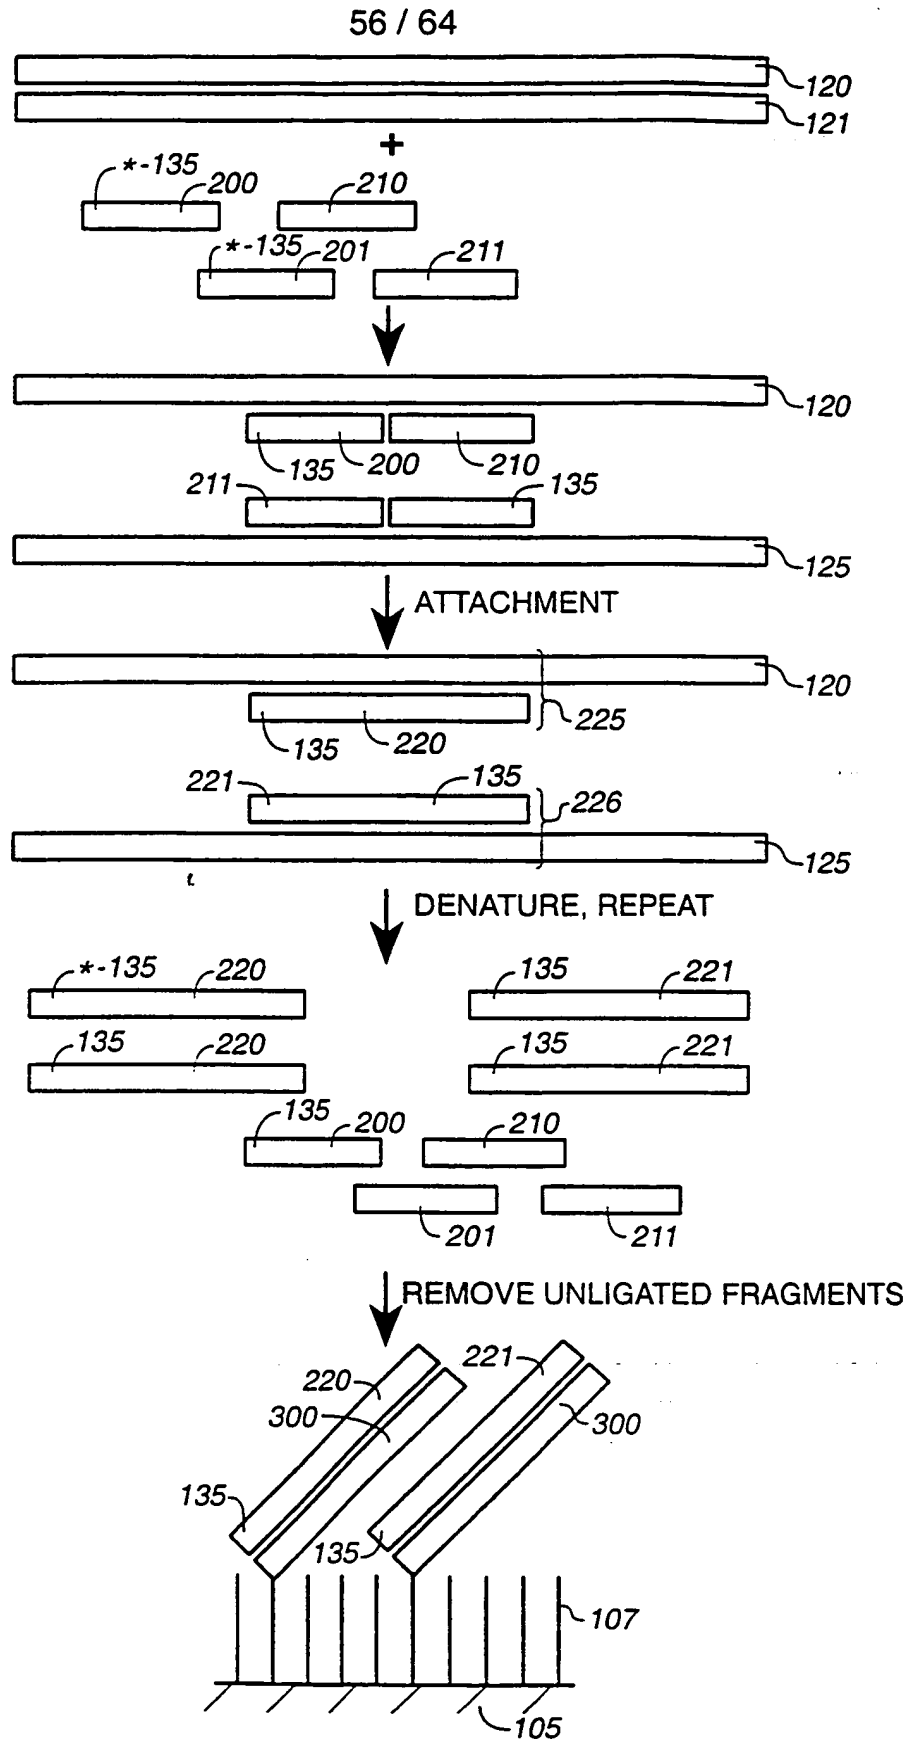 56 / 64
120
121
+
*-135 200 210
*-135 201 211
120
135 200 210
211 135
125
ATTACHMENT
120
225
135 220
221 135 226
125
DENATURE, REPEAT
*-135 220 135 221
135 220 135 221
135 200 210
201 211
REMOVE UNLIGATED FRAGMENTS
220 221
300 300
135 135
107
105